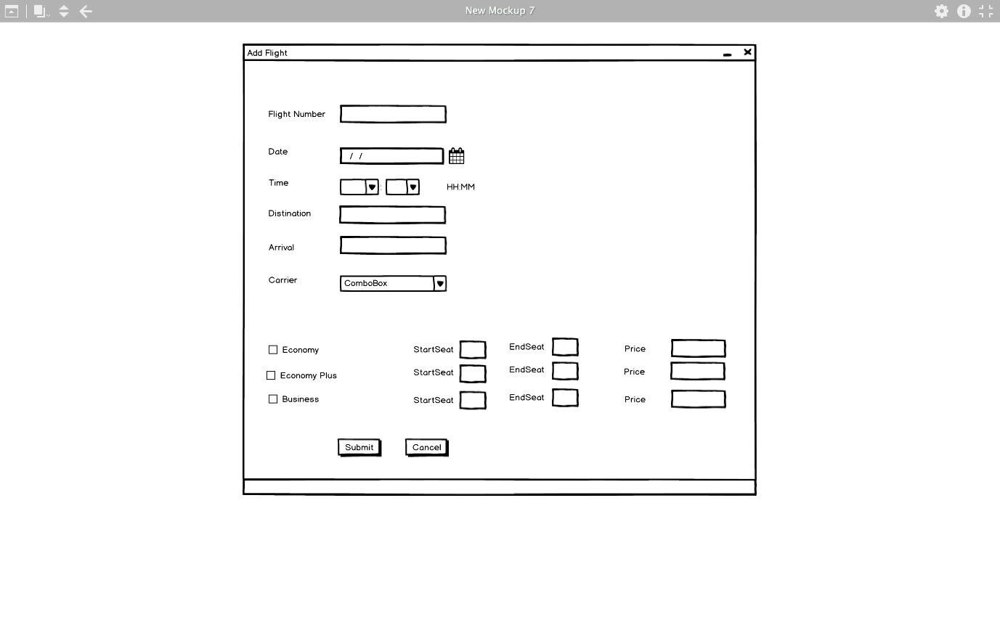 New Mockup 7
Add Flight
Flight Number
Date / /
Time : HH:MM
Distination
Arrival
Carrier ComboBox
Economy StartSeat EndSeat Price
Economy Plus StartSeat EndSeat Price
Business StartSeat EndSeat Price
Submit Cancel